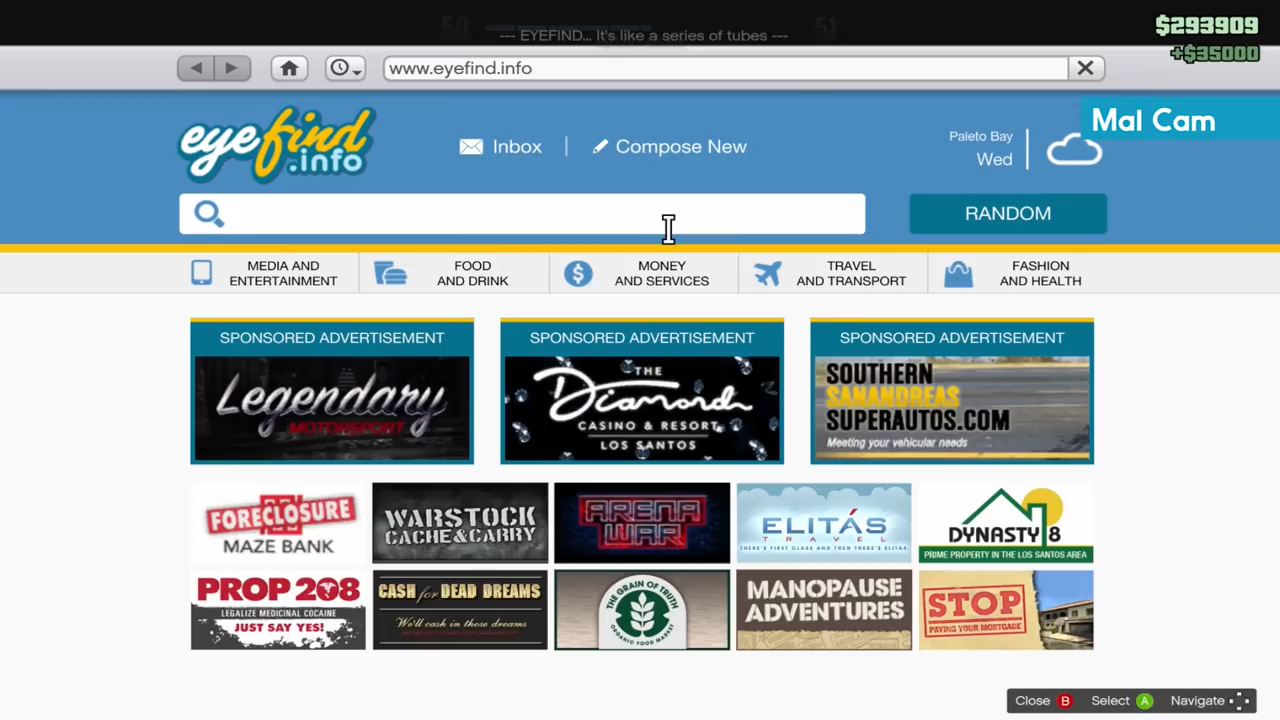 50
51
--- EYEFIND... It's like a series of tubes ---
$293909
+$35000
www.eyefind.info
Mal Cam
eyefind
.info
Inbox
Compose New
Paleto Bay
Wed
RANDOM
MEDIA AND
ENTERTAINMENT
FOOD
AND DRINK
MONEY
AND SERVICES
TRAVEL
AND TRANSPORT
FASHION
AND HEALTH
SPONSORED ADVERTISEMENT
Legendary
MOTORSPORT
SPONSORED ADVERTISEMENT
THE
Diamond
CASINO & RESORT
LOS SANTOS
SPONSORED ADVERTISEMENT
SOUTHERN
SANANDREAS
SUPERAUTOS.COM
Meeting your vehicular needs
FORECLOSURE
MAZE BANK
WARSTOCK
CACHE & CARRY
ARENA
WAR
ELITÁS
TRAVEL
THERE'S FIRST CLASS AND THEN THERE'S ELITAS.
DYNASTY 8
PRIME PROPERTY IN THE LOS SANTOS AREA
PROP 208
LEGALIZE MEDICINAL COCAINE
JUST SAY YES!
CASH for DEAD DREAMS
We'll cash in those dreams
THE GRAIN OF TRUTH
ORGANIC FOOD MARKET
MANOPAUSE
ADVENTURES
STOP
PAYING YOUR MORTGAGE
Close B Select A Navigate